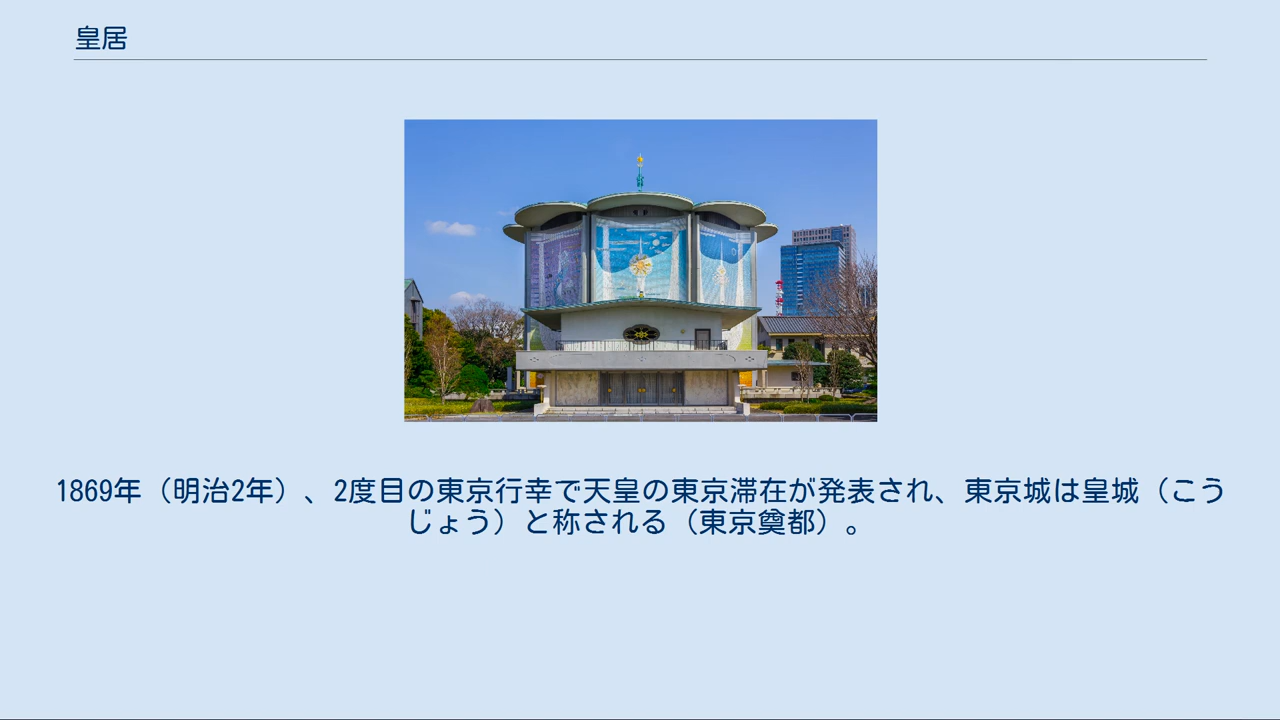 皇居
1869年（明治2年）、2度目の東京行幸で天皇の東京滞在が発表され、東京城は皇城（こう
じょう）と称される（東京奠都）。